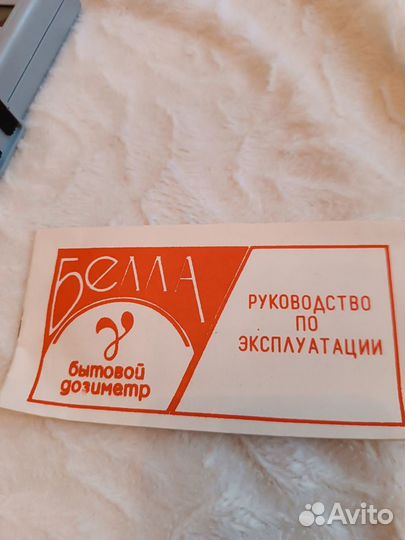 БЕЛЛА
γ
бытовой
дозиметр
РУКОВОДСТВО
ПО
ЭКСПЛУАТАЦИИ
Avito